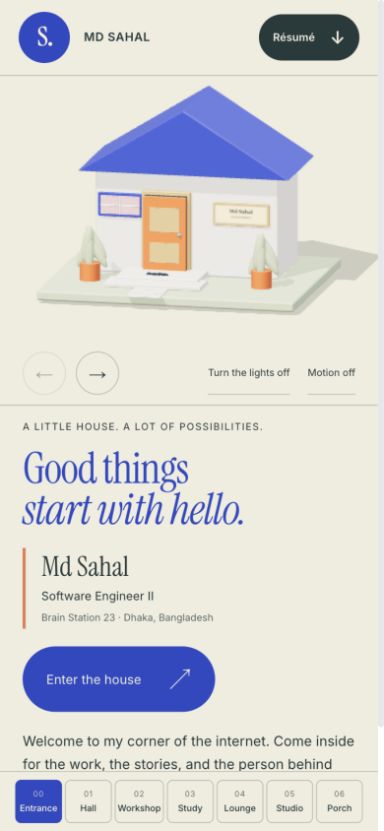 S.
MD SAHAL
Résumé ↓
Md Sahal
← →
Turn the lights off
Motion off
A LITTLE HOUSE. A LOT OF POSSIBILITIES.
Good things
start with hello.
Md Sahal
Software Engineer II
Brain Station 23 · Dhaka, Bangladesh
Enter the house ↗
Welcome to my corner of the internet. Come inside
for the work, the stories, and the person behind
00 Entrance
01 Hall
02 Workshop
03 Study
04 Lounge
05 Studio
06 Porch